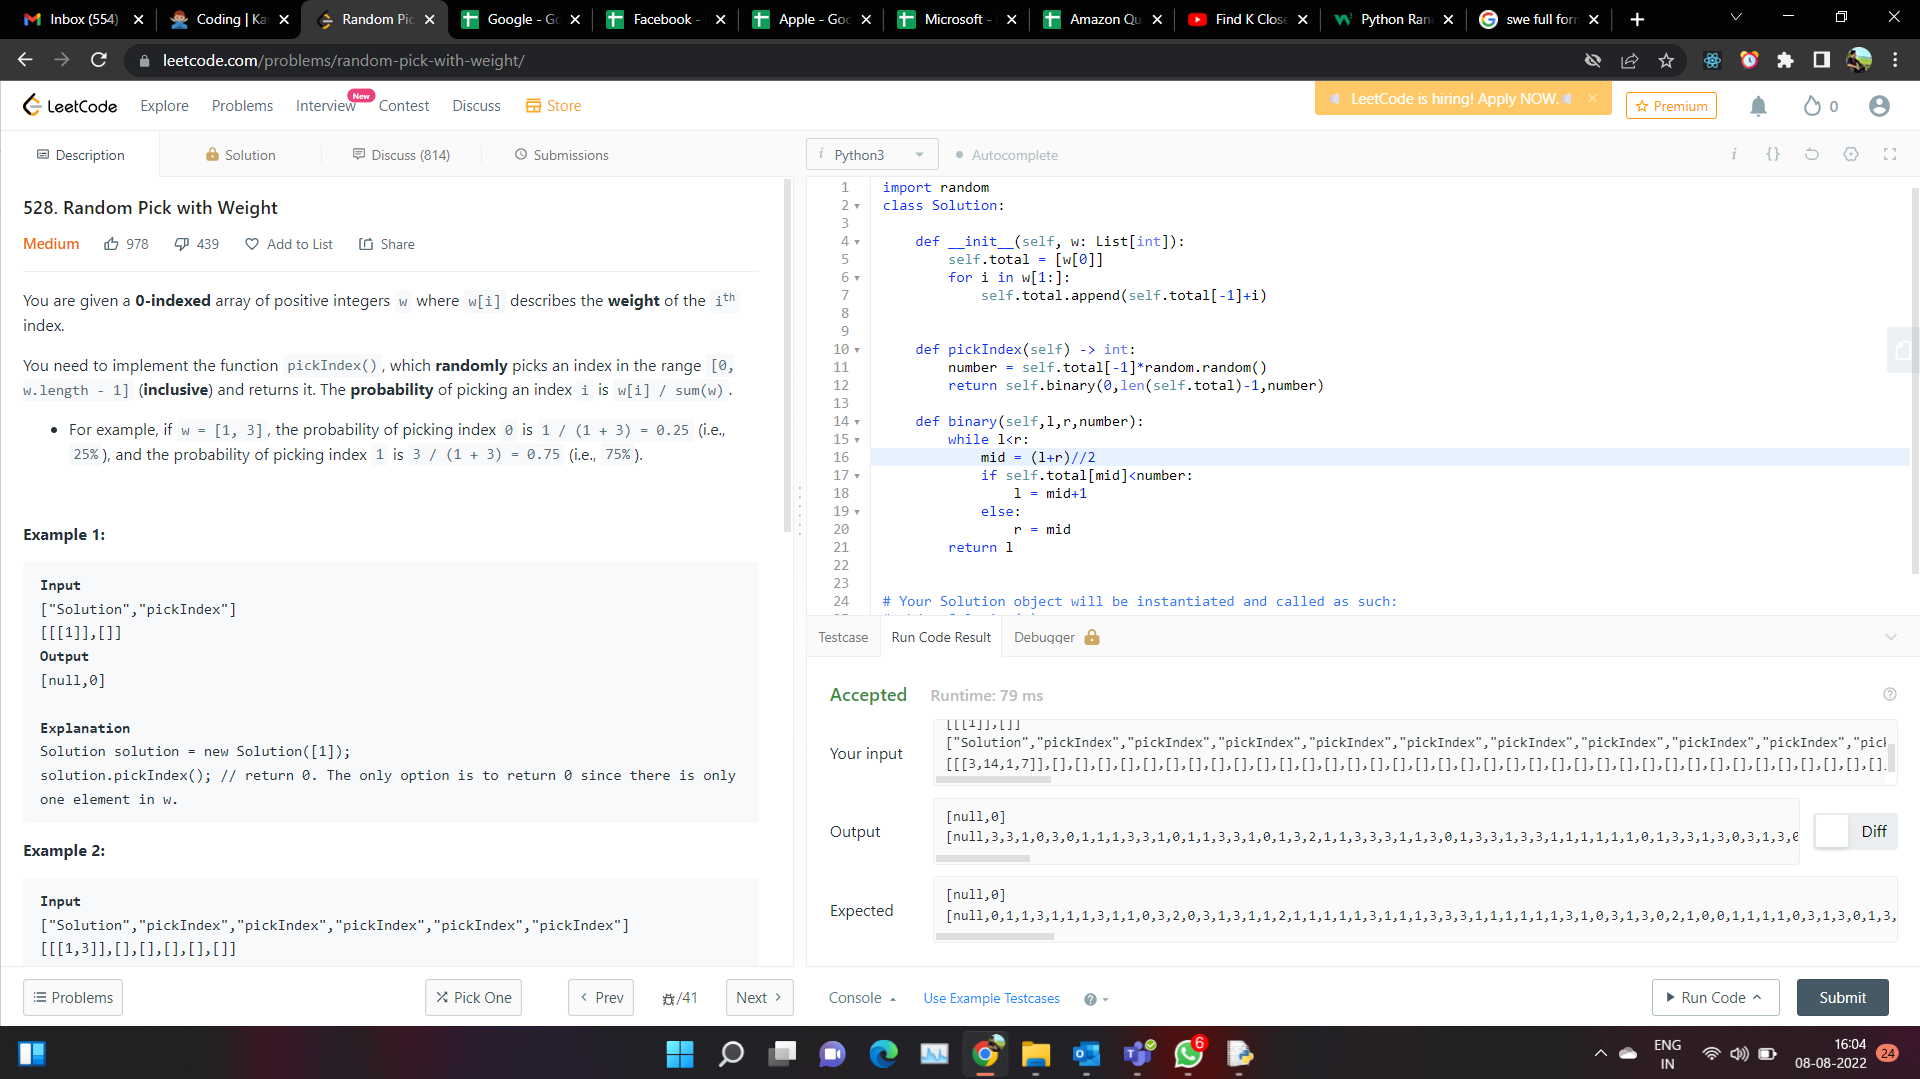 Inbox (554)
Coding | Ka
Random Pic
Google - Go
Facebook -
Apple - Goo
Microsoft -
Amazon Qu
Find K Close
Python Ran
swe full form
leetcode.com/problems/random-pick-with-weight/
LeetCode
Explore
Problems
Interview
New
Contest
Discuss
Store
LeetCode is hiring! Apply NOW.
Premium
0
Description
Solution
Discuss (814)
Submissions
528. Random Pick with Weight
Medium
978
439
Add to List
Share
You are given a 0-indexed array of positive integers w where w[i] describes the weight of the ith
index.
You need to implement the function pickIndex(), which randomly picks an index in the range [0,
w.length - 1] (inclusive) and returns it. The probability of picking an index i is w[i] / sum(w).
• For example, if w = [1, 3], the probability of picking index 0 is 1 / (1 + 3) = 0.25 (i.e.,
25%), and the probability of picking index 1 is 3 / (1 + 3) = 0.75 (i.e., 75%).
Example 1:
Input
["Solution","pickIndex"]
[[[1]],[]]
Output
[null,0]
Explanation
Solution solution = new Solution([1]);
solution.pickIndex(); // return 0. The only option is to return 0 since there is only
one element in w.
Example 2:
Input
["Solution","pickIndex","pickIndex","pickIndex","pickIndex","pickIndex"]
[[[1,3]],[],[],[],[],[]]
Problems
Pick One
Prev
/41
Next
i Python3
Autocomplete
i {}
1 import random
2 class Solution:
3
4 def __init__(self, w: List[int]):
5 self.total = [w[0]]
6 for i in w[1:]:
7 self.total.append(self.total[-1]+i)
8
9
10 def pickIndex(self) -> int:
11 number = self.total[-1]*random.random()
12 return self.binary(0,len(self.total)-1,number)
13
14 def binary(self,l,r,number):
15 while l<r:
16 mid = (l+r)//2
17 if self.total[mid]<number:
18 l = mid+1
19 else:
20 r = mid
21 return l
22
23
24 # Your Solution object will be instantiated and called as such:
Testcase
Run Code Result
Debugger
Accepted
Runtime: 79 ms
Your input
[[[1]],[]]
["Solution","pickIndex","pickIndex","pickIndex","pickIndex","pickIndex","pickIndex","pickIndex","pickIndex","pickIndex","pick
[[[3,14,1,7]],[],[],[],[],[],[],[],[],[],[],[],[],[],[],[],[],[],[],[],[],[],[],[],[],[],[],[],[],[],[],[],[],[],[],[],[],[]
Output
[null,0]
[null,3,3,1,0,3,0,1,1,1,3,3,1,0,1,1,3,3,1,0,1,3,2,1,1,3,3,3,1,1,3,0,1,3,3,1,3,3,1,1,1,1,1,1,0,1,3,3,1,3,0,3,1,3,0
Diff
Expected
[null,0]
[null,0,1,1,3,1,1,1,3,1,1,0,3,2,0,3,1,3,1,1,2,1,1,1,1,1,3,1,1,1,3,3,3,1,1,1,1,1,1,3,1,0,3,1,3,0,2,1,0,0,1,1,1,1,0,3,1,3,0,1,3,
Console
Use Example Testcases
Run Code
Submit
6
ENG
IN
16:04
08-08-2022
24